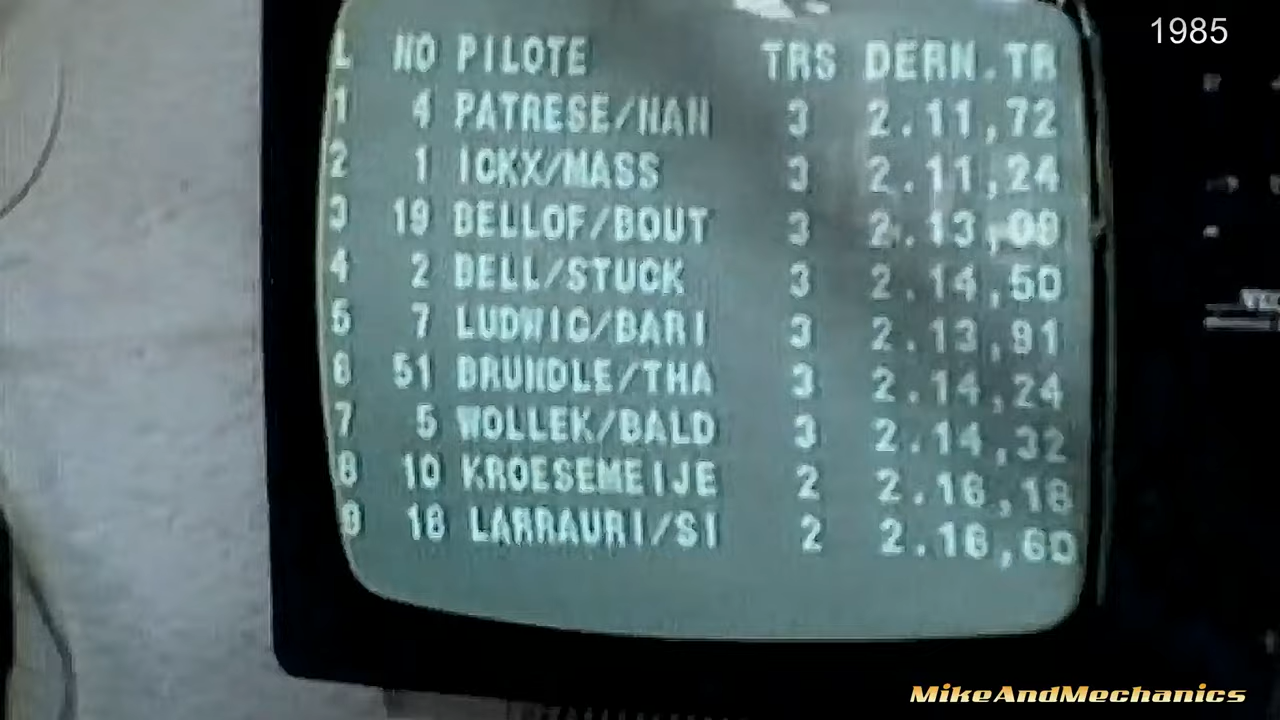 1985
L NO PILOTE TRS DERN.TR
1 4 PATRESE/NAN 3 2.11,72
2 1 ICKX/MASS 3 2.11,24
3 19 BELLOF/BOUT 3 2.13,09
4 2 BELL/STUCK 3 2.14,50
5 7 LUDWIG/BARI 3 2.13,91
6 51 BRUNDLE/THA 3 2.14,24
7 5 WOLLEK/BALD 3 2.14,32
8 10 KROESEMEIJE 2 2.16,18
9 18 LARRAURI/SI 2 2.16,60
MikeAndMechanics